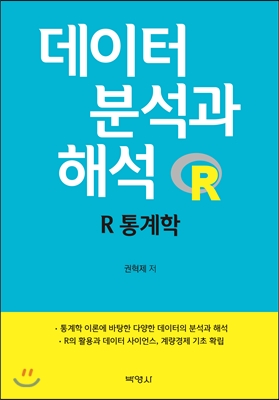 데이터
분석과
해석 R
R 통계학
권혁제 저
· 통계학 이론에 바탕한 다양한 데이터의 분석과 해석
· R의 활용과 데이터 사이언스, 계량경제 기초 확립
박영사